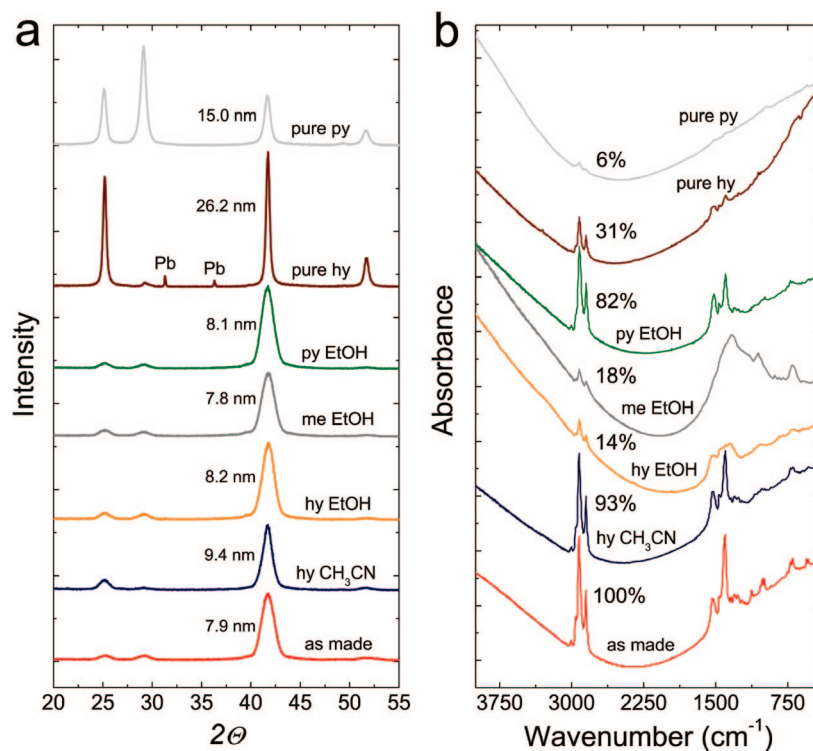 a
15.0 nm
pure py
26.2 nm
Pb
Pb
pure hy
8.1 nm
py EtOH
7.8 nm
me EtOH
8.2 nm
hy EtOH
9.4 nm
hy CH₃CN
7.9 nm
as made
Intensity
20 25 30 35 40 45 50 55
2Θ
b
pure py
6%
pure hy
31%
82%
py EtOH
18%
me EtOH
14%
hy EtOH
93%
hy CH₃CN
100%
as made
Absorbance
3750 3000 2250 1500 750
Wavenumber (cm⁻¹)